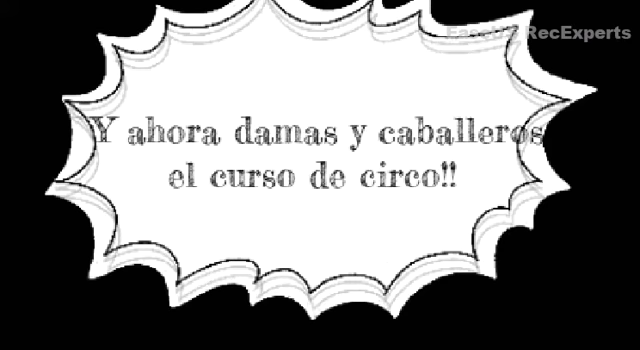 RecExperts
Y ahora damas y caballeros
el curso de circo!!